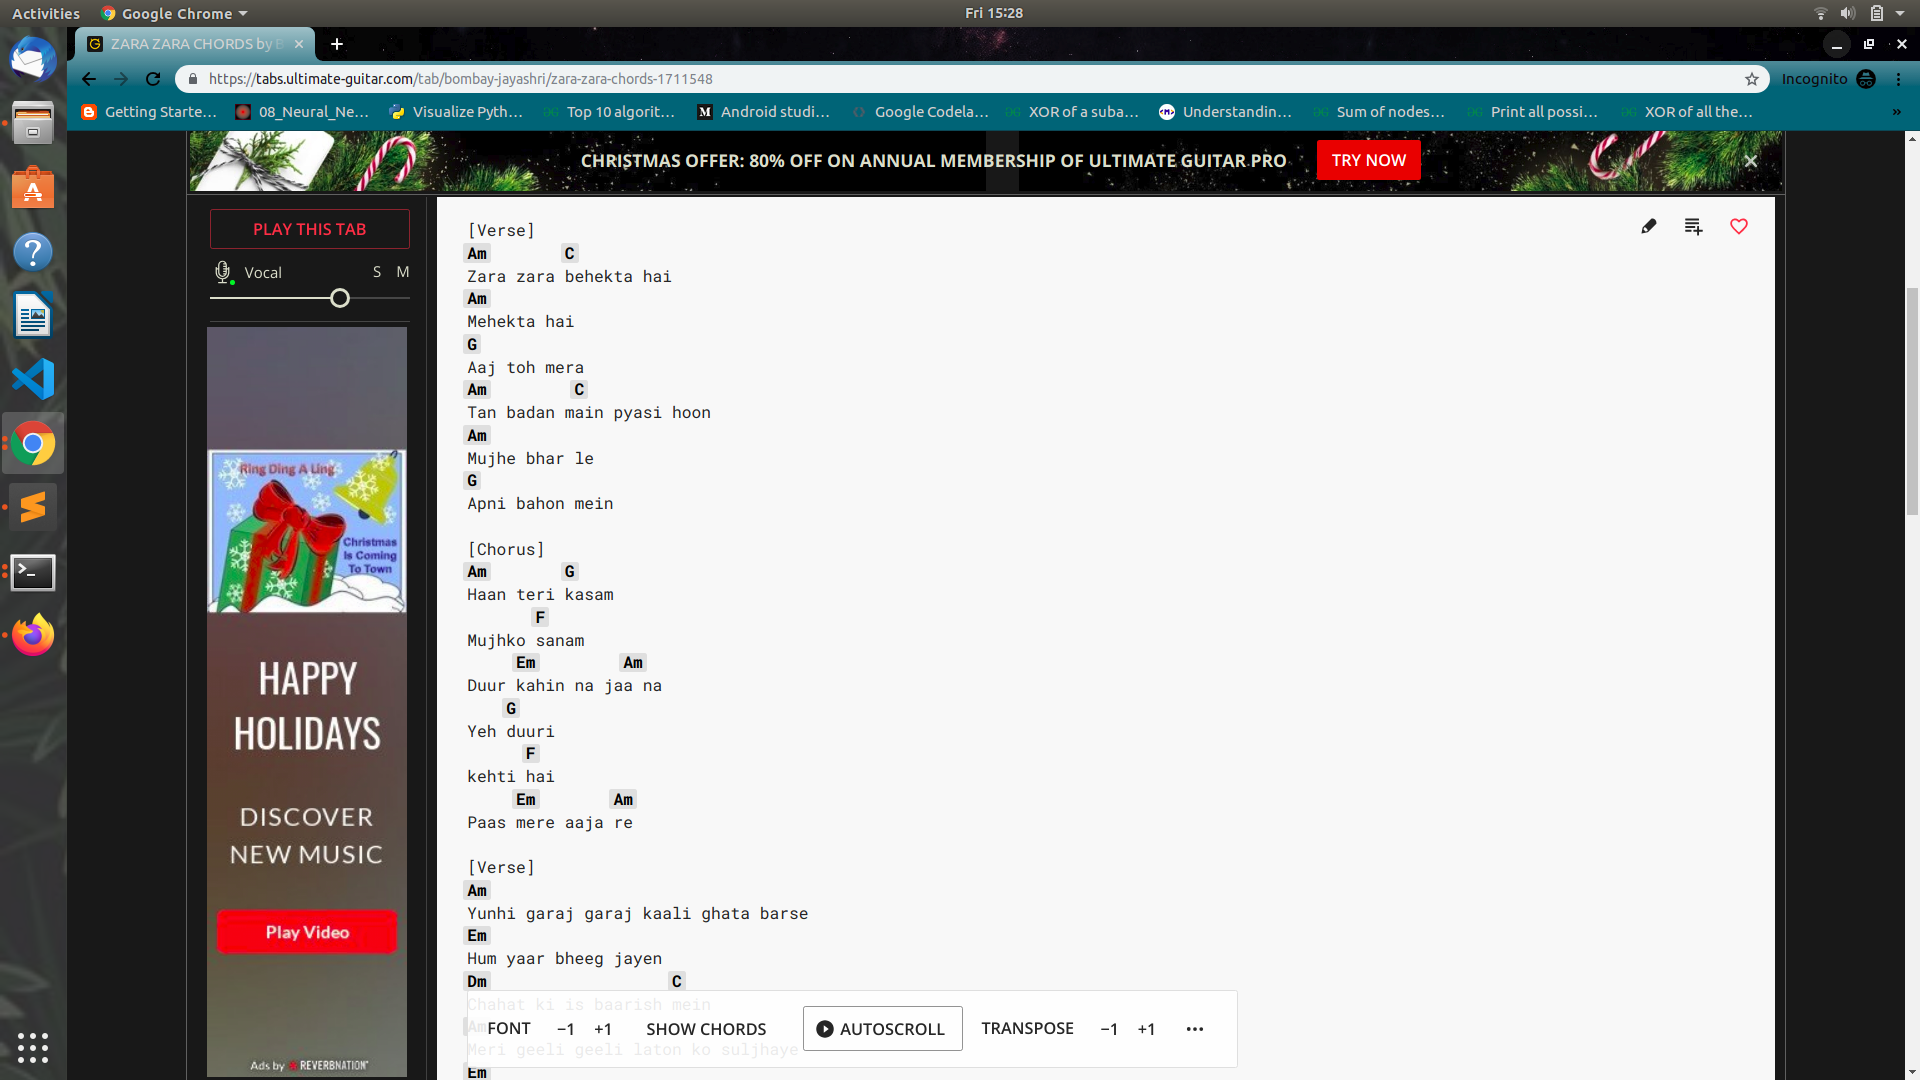 Activities Google Chrome Fri 15:28
ZARA ZARA CHORDS by B
https://tabs.ultimate-guitar.com/tab/bombay-jayashri/zara-zara-chords-1711548 Incognito
Getting Starte... 08_Neural_Ne... Visualize Pyth... Top 10 algorit... Android studi... Google Codela... XOR of a suba... Understandin... Sum of nodes... Print all possi... XOR of all the... »
CHRISTMAS OFFER: 80% OFF ON ANNUAL MEMBERSHIP OF ULTIMATE GUITAR PRO TRY NOW
PLAY THIS TAB
Vocal S M
Ring Ding A Ling
Christmas
Is Coming
To Town
HAPPY
HOLIDAYS
DISCOVER
NEW MUSIC
Play Video
Ads by REVERBNATION
[Verse]
Am C
Zara zara behekta hai
Am
Mehekta hai
G
Aaj toh mera
Am C
Tan badan main pyasi hoon
Am
Mujhe bhar le
G
Apni bahon mein
[Chorus]
Am G
Haan teri kasam
F
Mujhko sanam
Em Am
Duur kahin na jaa na
G
Yeh duuri
F
kehti hai
Em Am
Paas mere aaja re
[Verse]
Am
Yunhi garaj garaj kaali ghata barse
Em
Hum yaar bheeg jayen
Dm C
Chahat ki is baarish mein
Am
Meri geeli geeli laton ko suljhaye
Em
FONT −1 +1 SHOW CHORDS AUTOSCROLL TRANSPOSE −1 +1